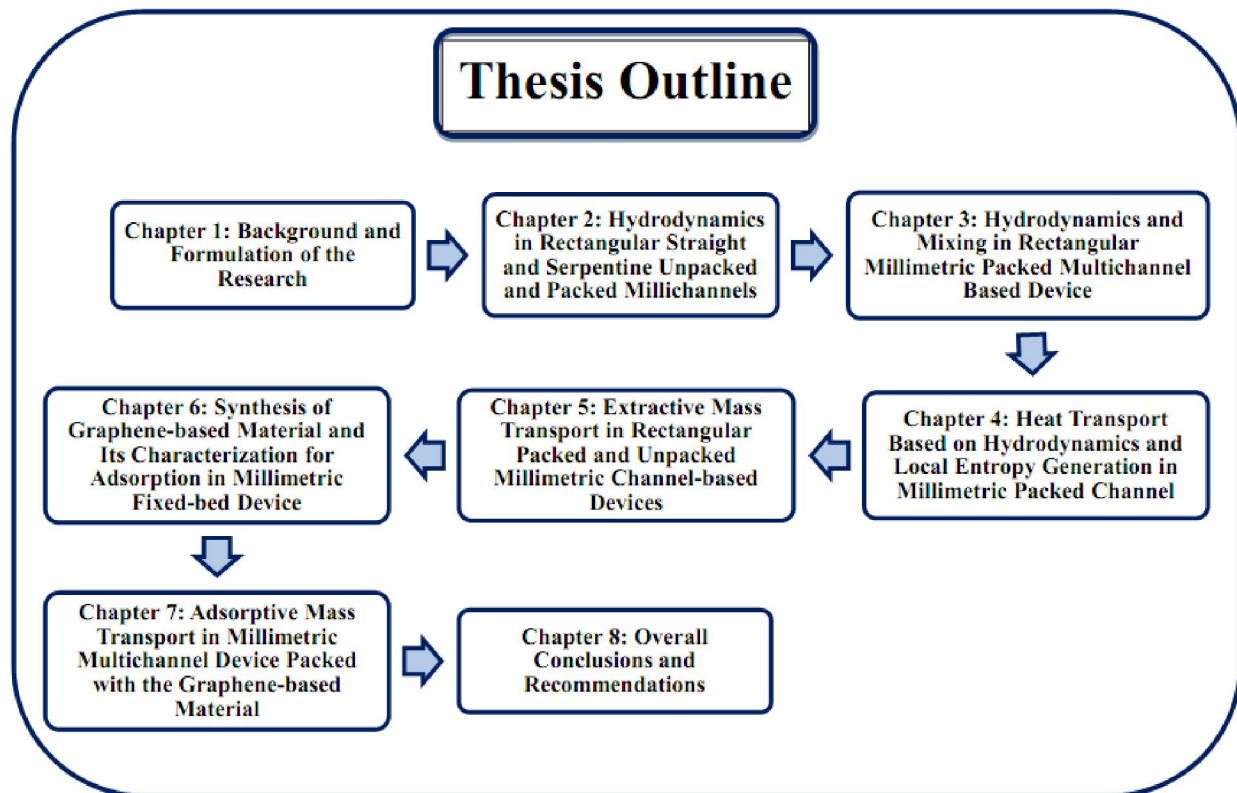 Thesis Outline
Chapter 1: Background and
Formulation of the
Research
Chapter 2: Hydrodynamics
in Rectangular Straight
and Serpentine Unpacked
and Packed Millichannels
Chapter 3: Hydrodynamics and
Mixing in Rectangular
Millimetric Packed Multichannel
Based Device
Chapter 4: Heat Transport
Based on Hydrodynamics and
Local Entropy Generation in
Millimetric Packed Channel
Chapter 5: Extractive Mass
Transport in Rectangular
Packed and Unpacked
Millimetric Channel-based
Devices
Chapter 6: Synthesis of
Graphene-based Material and
Its Characterization for
Adsorption in Millimetric
Fixed-bed Device
Chapter 7: Adsorptive Mass
Transport in Millimetric
Multichannel Device Packed
with the Graphene-based
Material
Chapter 8: Overall
Conclusions and
Recommendations